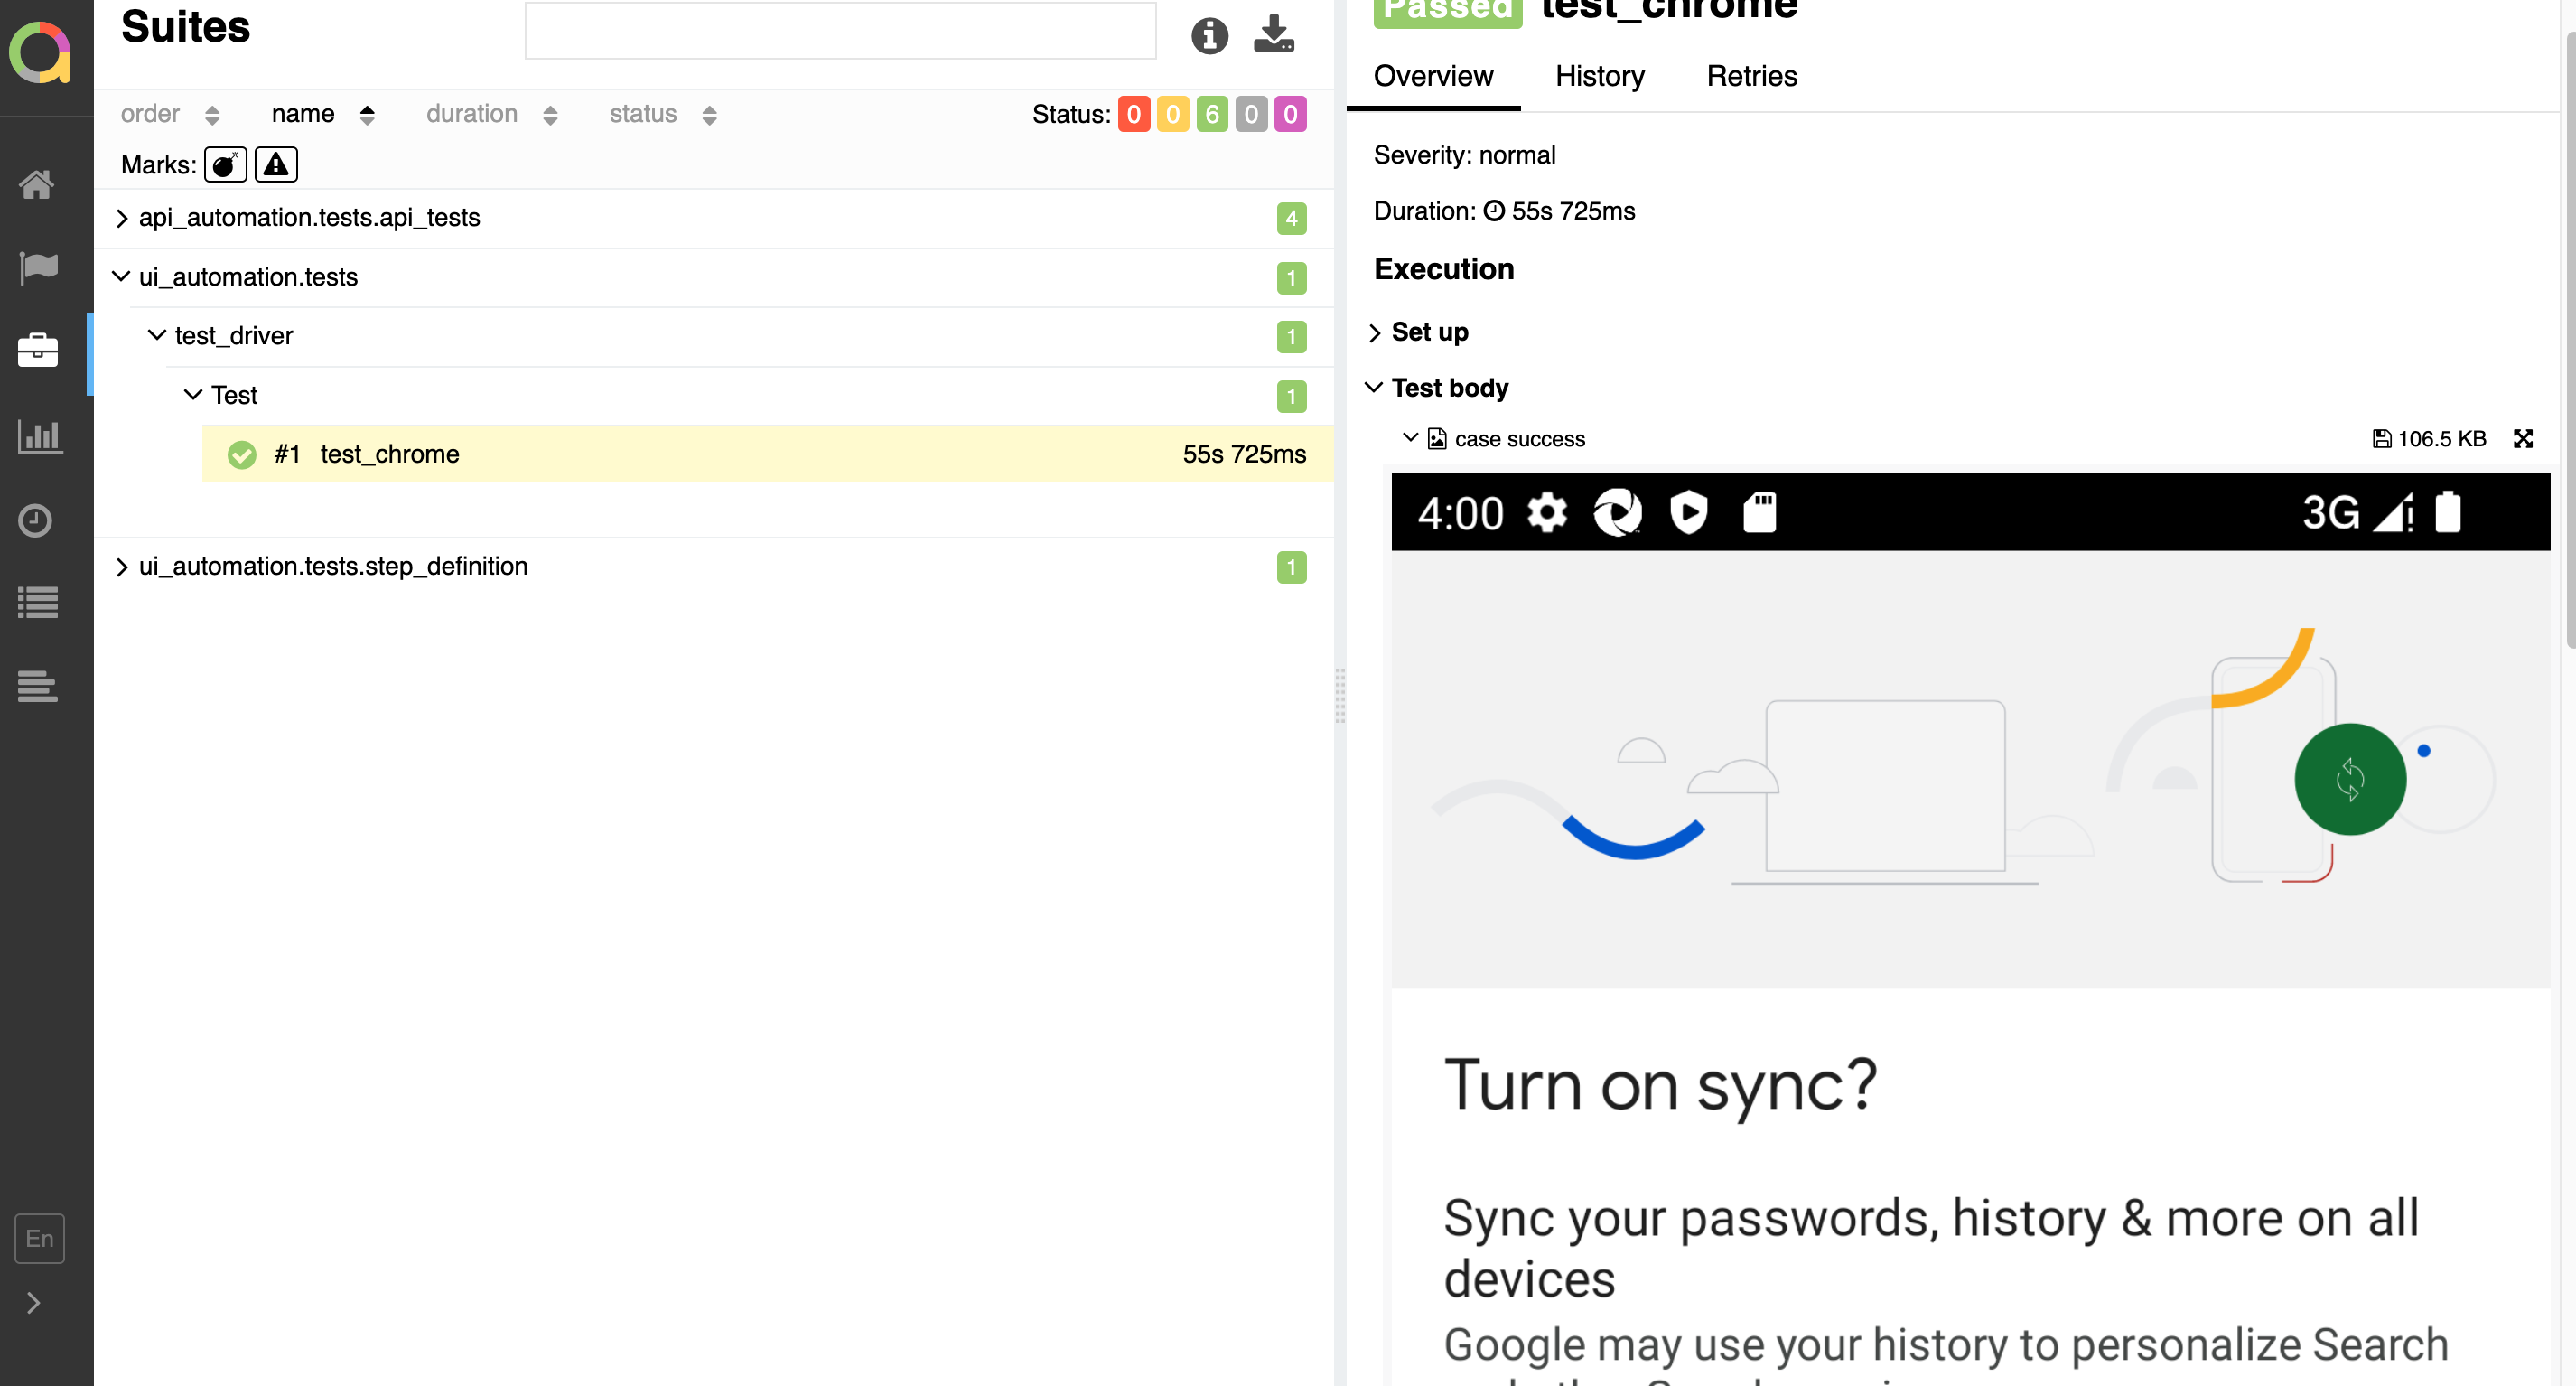 Suites
order name duration status Status: 0 0 6 0 0
Marks:
api_automation.tests.api_tests 4
ui_automation.tests 1
test_driver 1
Test 1
#1 test_chrome 55s 725ms
ui_automation.tests.step_definition 1
En
Passed test_chrome
Overview History Retries
Severity: normal
Duration: 55s 725ms
Execution
Set up
Test body
case success 106.5 KB
4:00 3G
Turn on sync?
Sync your passwords, history & more on all
devices
Google may use your history to personalize Search